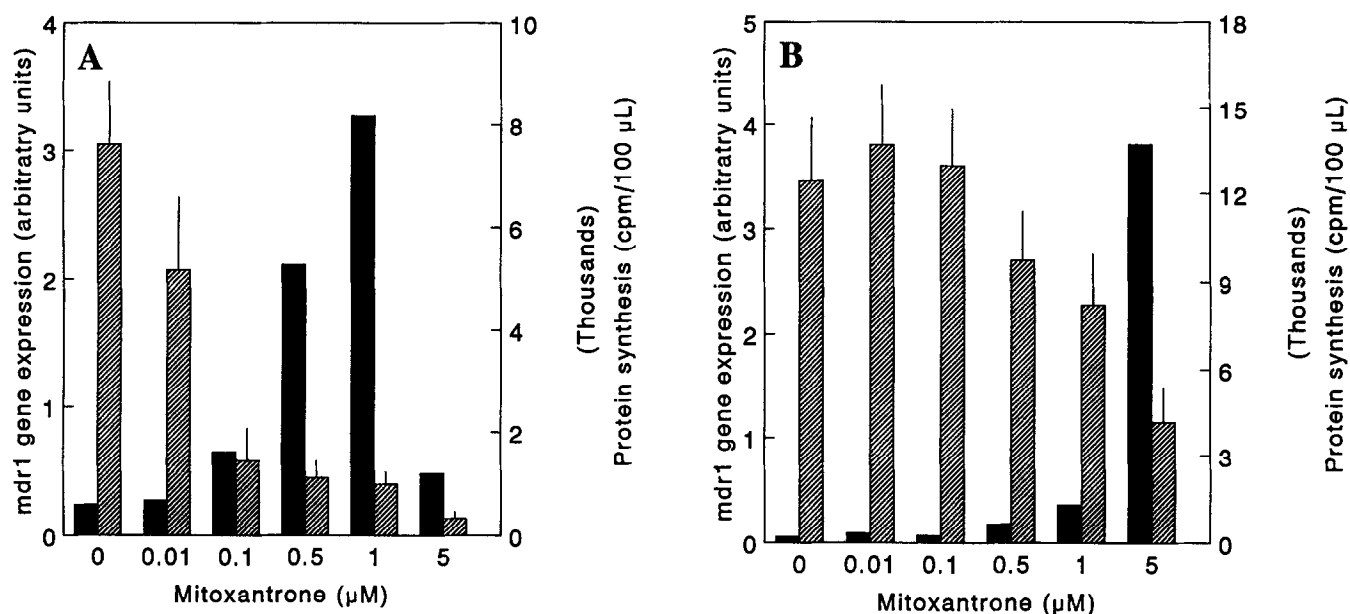 A
mdr1 gene expression (arbitratry units)
4
3
2
1
0
10
8
6
4
2
0
(Thousands)
Protein synthesis (cpm/100 µL)
0 0.01 0.1 0.5 1 5
Mitoxantrone (µM)
B
mdr1 gene expression (arbitratry units)
5
4
3
2
1
0
18
15
12
9
6
3
0
(Thousands)
Protein synthesis (cpm/100 µL)
0 0.01 0.1 0.5 1 5
Mitoxantrone (µM)